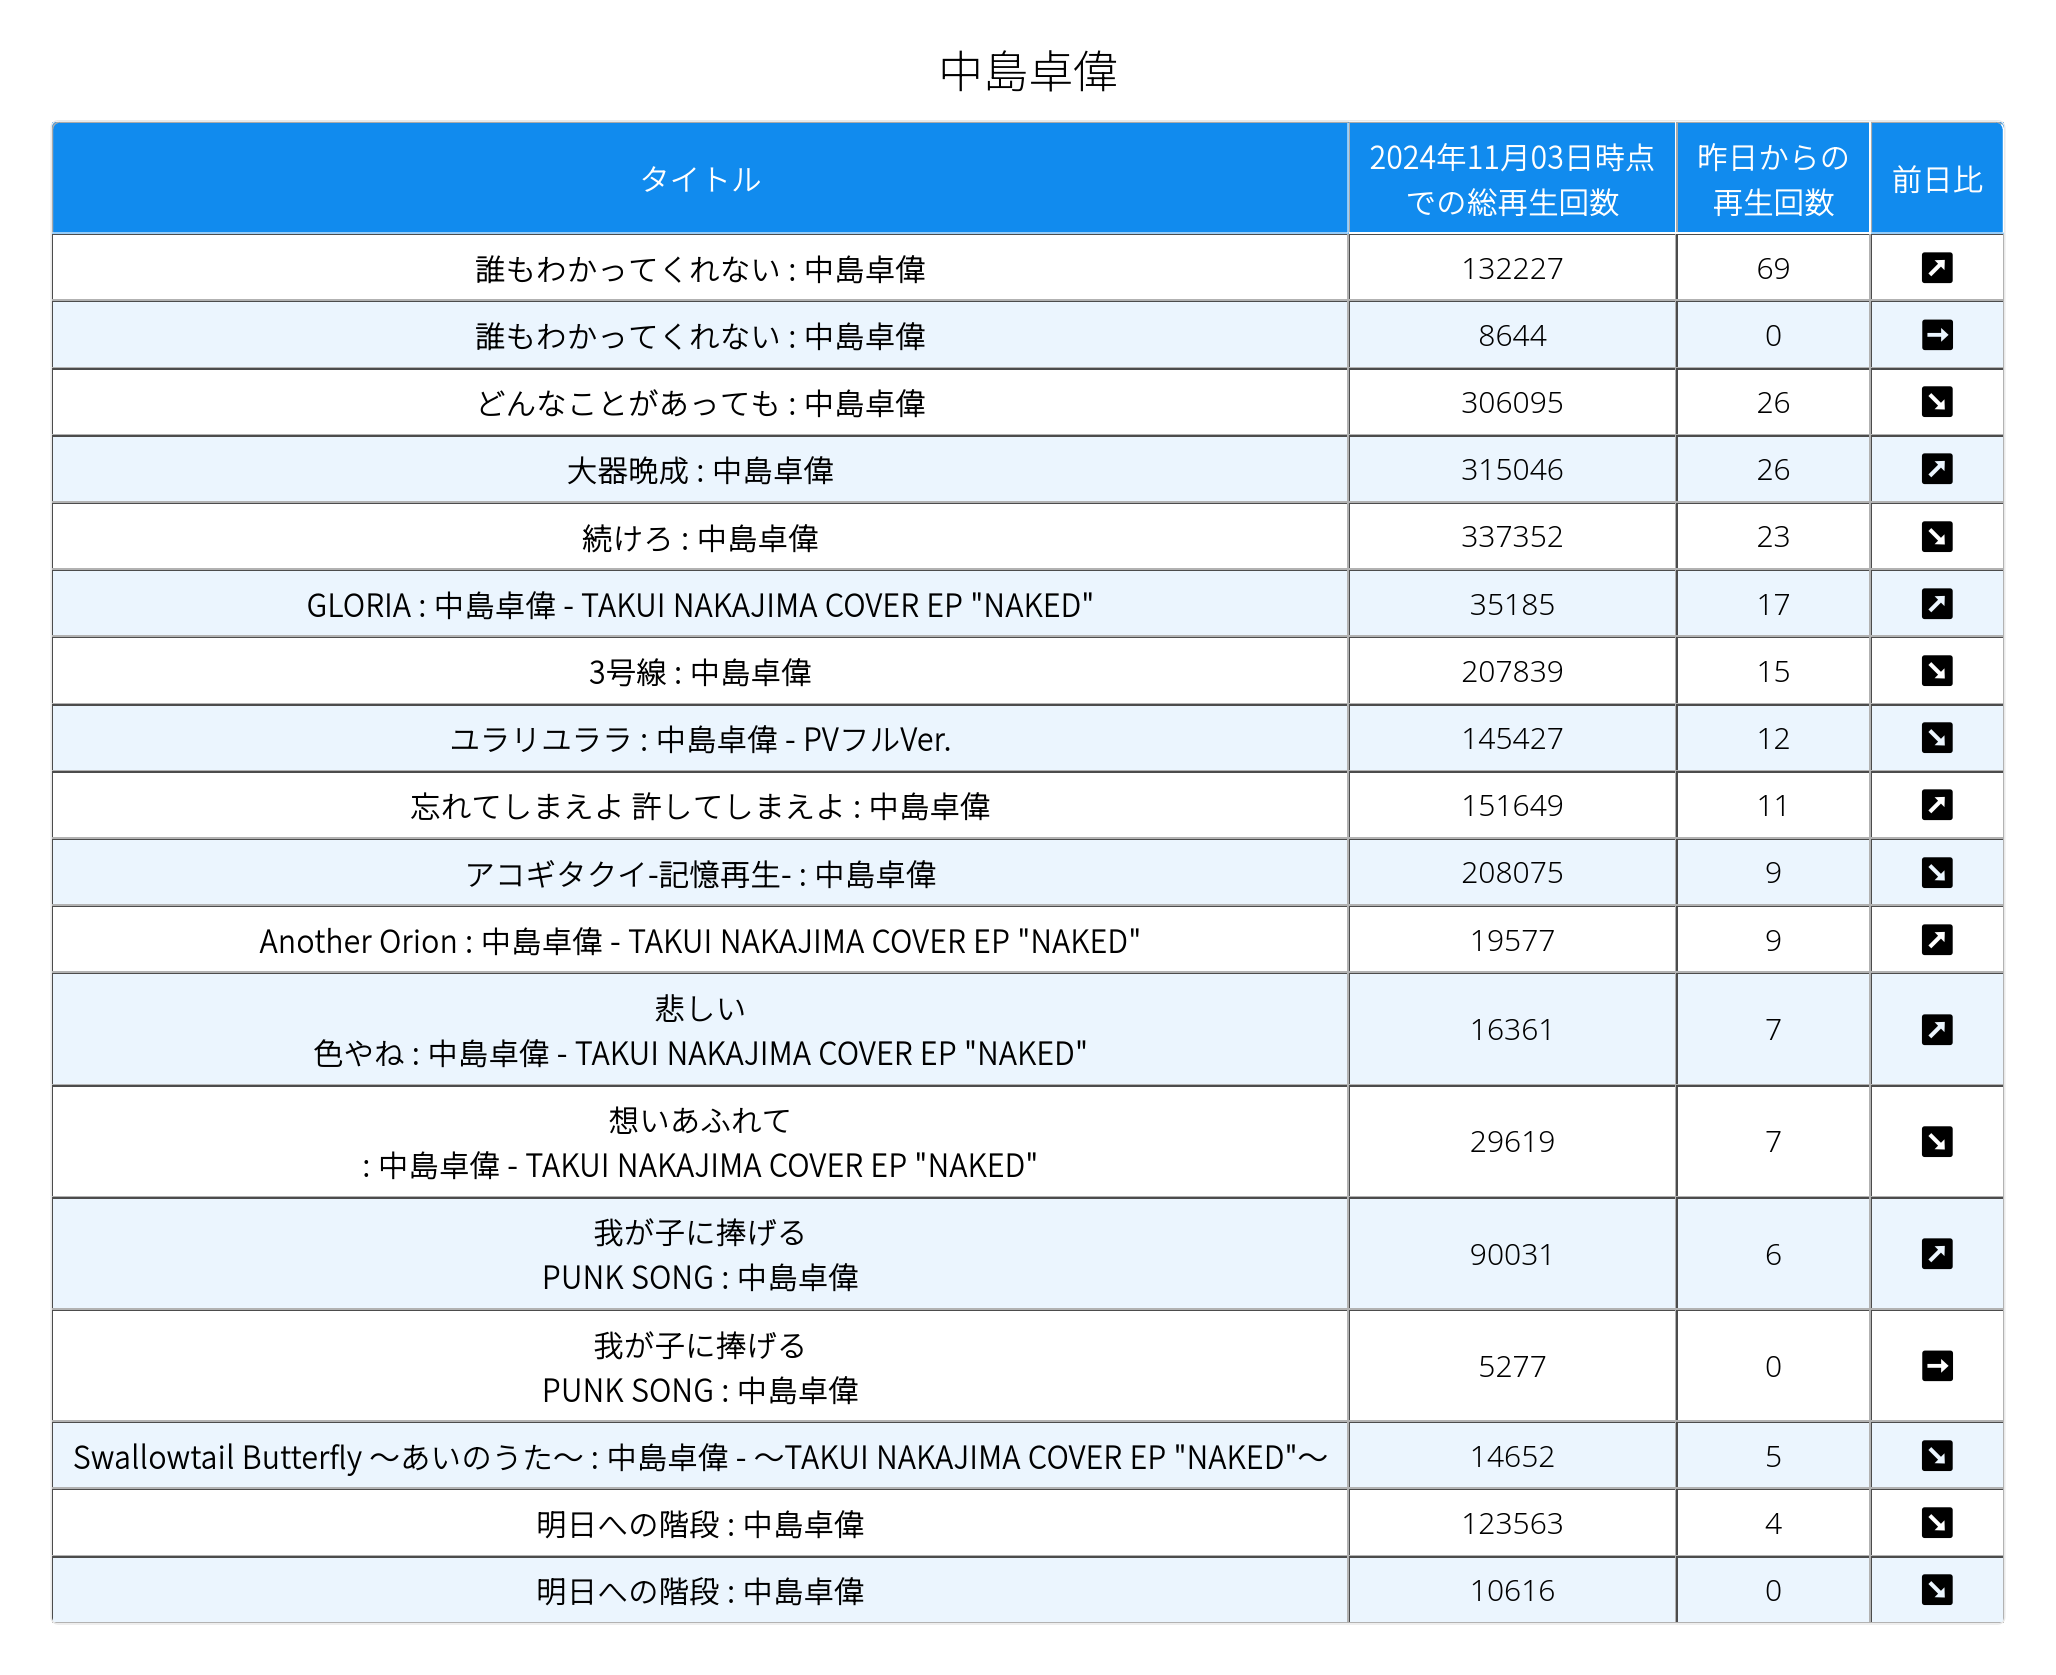 中島卓偉
タイトル
2024年11月03日時点
での総再生回数
昨日からの
再生回数
前日比
誰もわかってくれない : 中島卓偉 132227 69
誰もわかってくれない : 中島卓偉 8644 0
どんなことがあっても : 中島卓偉 306095 26
大器晩成 : 中島卓偉 315046 26
続けろ : 中島卓偉 337352 23
GLORIA : 中島卓偉 - TAKUI NAKAJIMA COVER EP "NAKED" 35185 17
3号線 : 中島卓偉 207839 15
ユラリユララ : 中島卓偉 - PVフルVer. 145427 12
忘れてしまえよ 許してしまえよ : 中島卓偉 151649 11
アコギタクイ-記憶再生- : 中島卓偉 208075 9
Another Orion : 中島卓偉 - TAKUI NAKAJIMA COVER EP "NAKED" 19577 9
悲しい
色やね : 中島卓偉 - TAKUI NAKAJIMA COVER EP "NAKED" 16361 7
想いあふれて
: 中島卓偉 - TAKUI NAKAJIMA COVER EP "NAKED" 29619 7
我が子に捧げる
PUNK SONG : 中島卓偉 90031 6
我が子に捧げる
PUNK SONG : 中島卓偉 5277 0
Swallowtail Butterfly ～あいのうた～ : 中島卓偉 - ～TAKUI NAKAJIMA COVER EP "NAKED"～ 14652 5
明日への階段 : 中島卓偉 123563 4
明日への階段 : 中島卓偉 10616 0